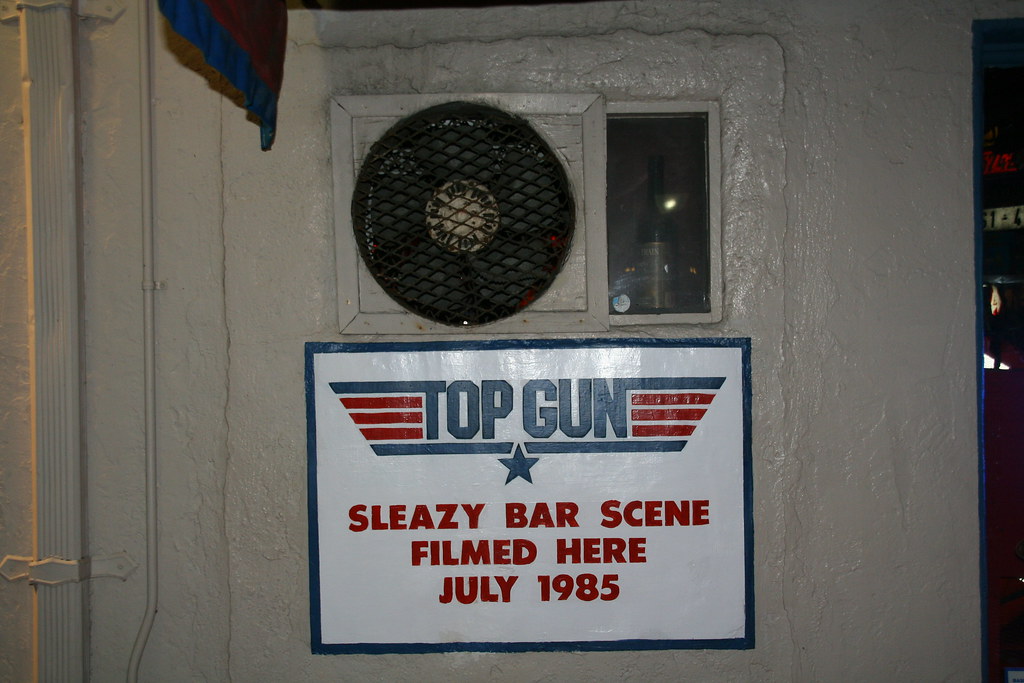 TOP GUN
SLEAZY BAR SCENE
FILMED HERE
JULY 1985